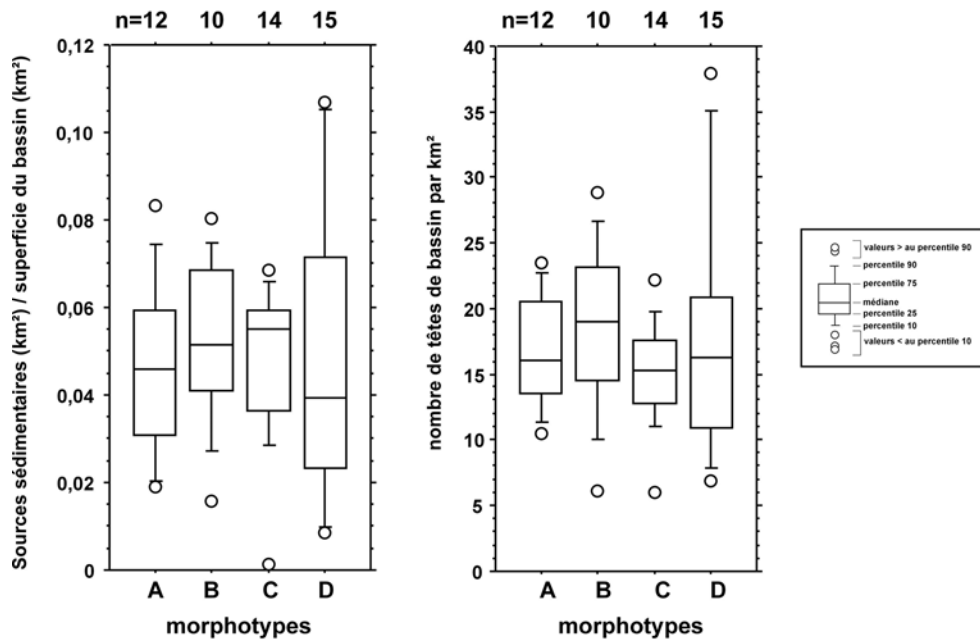 n=12 10 14 15
Sources sédimentaires (km²) / superficie du bassin (km²)
0,12
0,10
0,08
0,06
0,04
0,02
0
A B C D
morphotypes
n=12 10 14 15
nombre de têtes de bassin par km²
40
35
30
25
20
15
10
5
0
A B C D
morphotypes
valeurs > au percentile 90
percentile 90
percentile 75
médiane
percentile 25
percentile 10
valeurs < au percentile 10